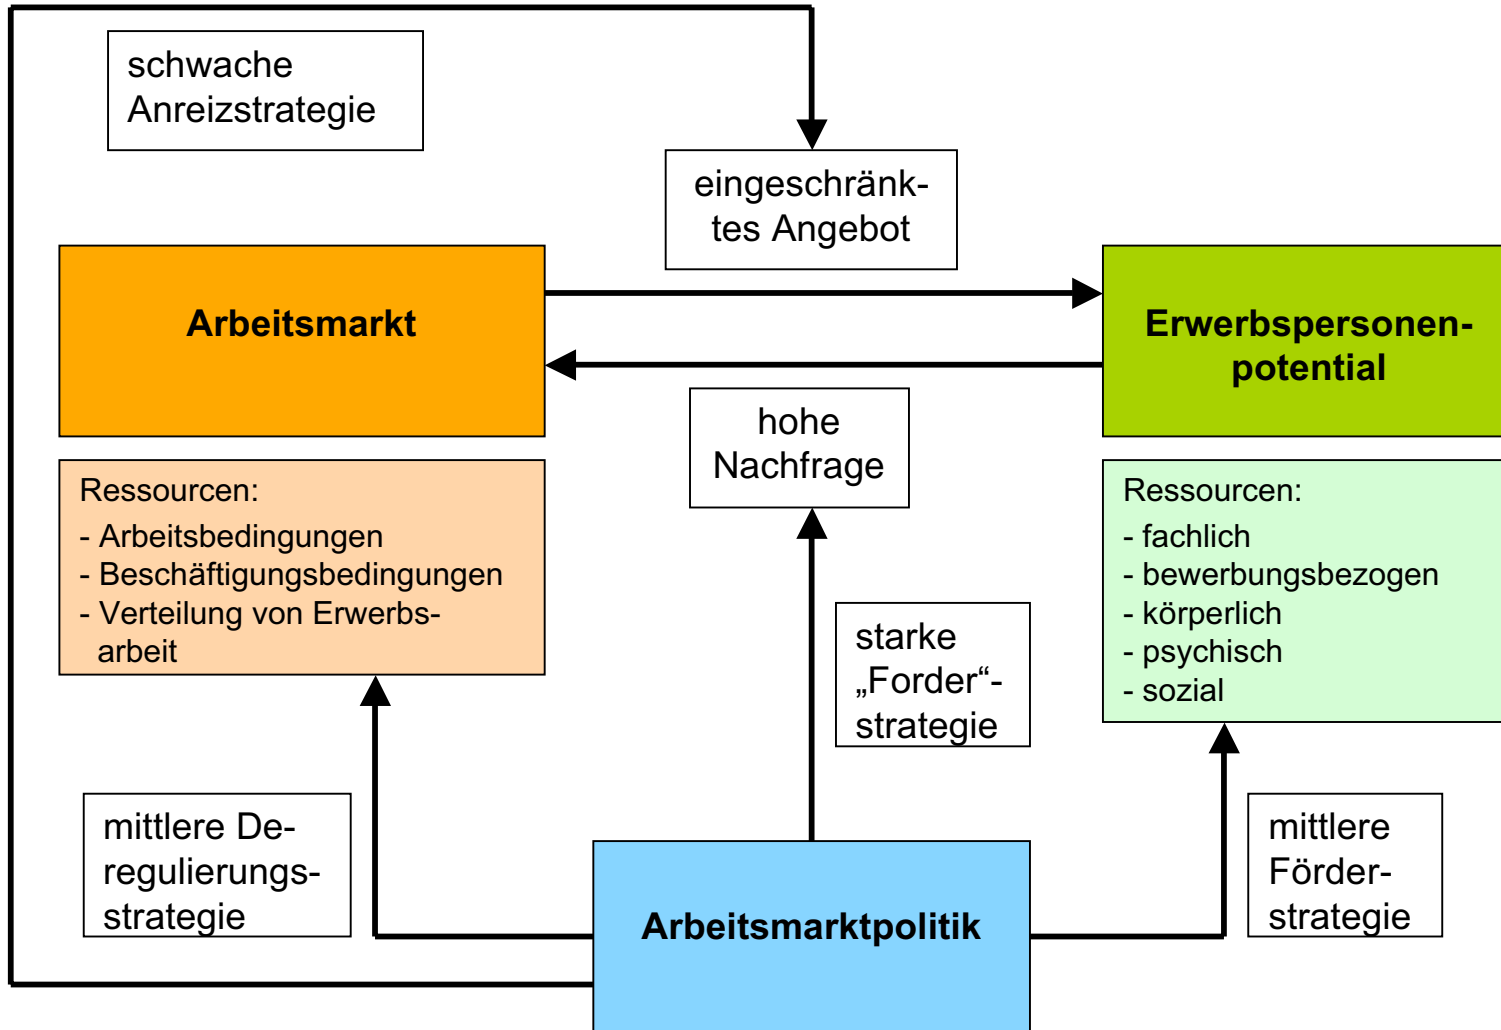 schwache
Anreizstrategie
eingeschränk-
tes Angebot
Arbeitsmarkt
Erwerbspersonen-
potential
hohe
Nachfrage
Ressourcen:
- Arbeitsbedingungen
- Beschäftigungsbedingungen
- Verteilung von Erwerbs-
arbeit
Ressourcen:
- fachlich
- bewerbungsbezogen
- körperlich
- psychisch
- sozial
starke
„Forder“-
strategie
mittlere De-
regulierungs-
strategie
mittlere
Förder-
strategie
Arbeitsmarktpolitik